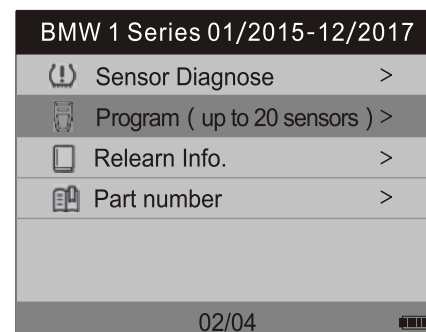 BMW 1 Series 01/2015-12/2017
Sensor Diagnose >
Program ( up to 20 sensors ) >
Relearn Info. >
Part number >
02/04